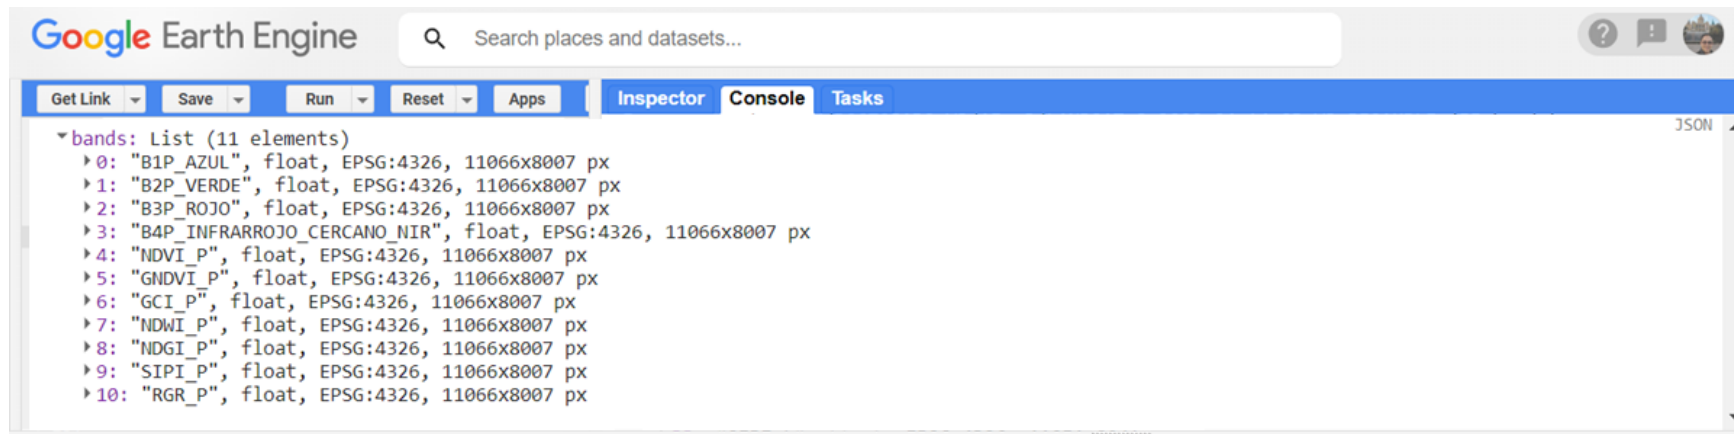 Google Earth Engine
Search places and datasets...
Get Link Save Run Reset Apps Inspector Console Tasks
JSON
bands: List (11 elements)
0: "B1P_AZUL", float, EPSG:4326, 11066x8007 px
1: "B2P_VERDE", float, EPSG:4326, 11066x8007 px
2: "B3P_ROJO", float, EPSG:4326, 11066x8007 px
3: "B4P_INFRARROJO_CERCANO_NIR", float, EPSG:4326, 11066x8007 px
4: "NDVI_P", float, EPSG:4326, 11066x8007 px
5: "GNDVI_P", float, EPSG:4326, 11066x8007 px
6: "GCI_P", float, EPSG:4326, 11066x8007 px
7: "NDWI_P", float, EPSG:4326, 11066x8007 px
8: "NDGI_P", float, EPSG:4326, 11066x8007 px
9: "SIPI_P", float, EPSG:4326, 11066x8007 px
10: "RGR_P", float, EPSG:4326, 11066x8007 px